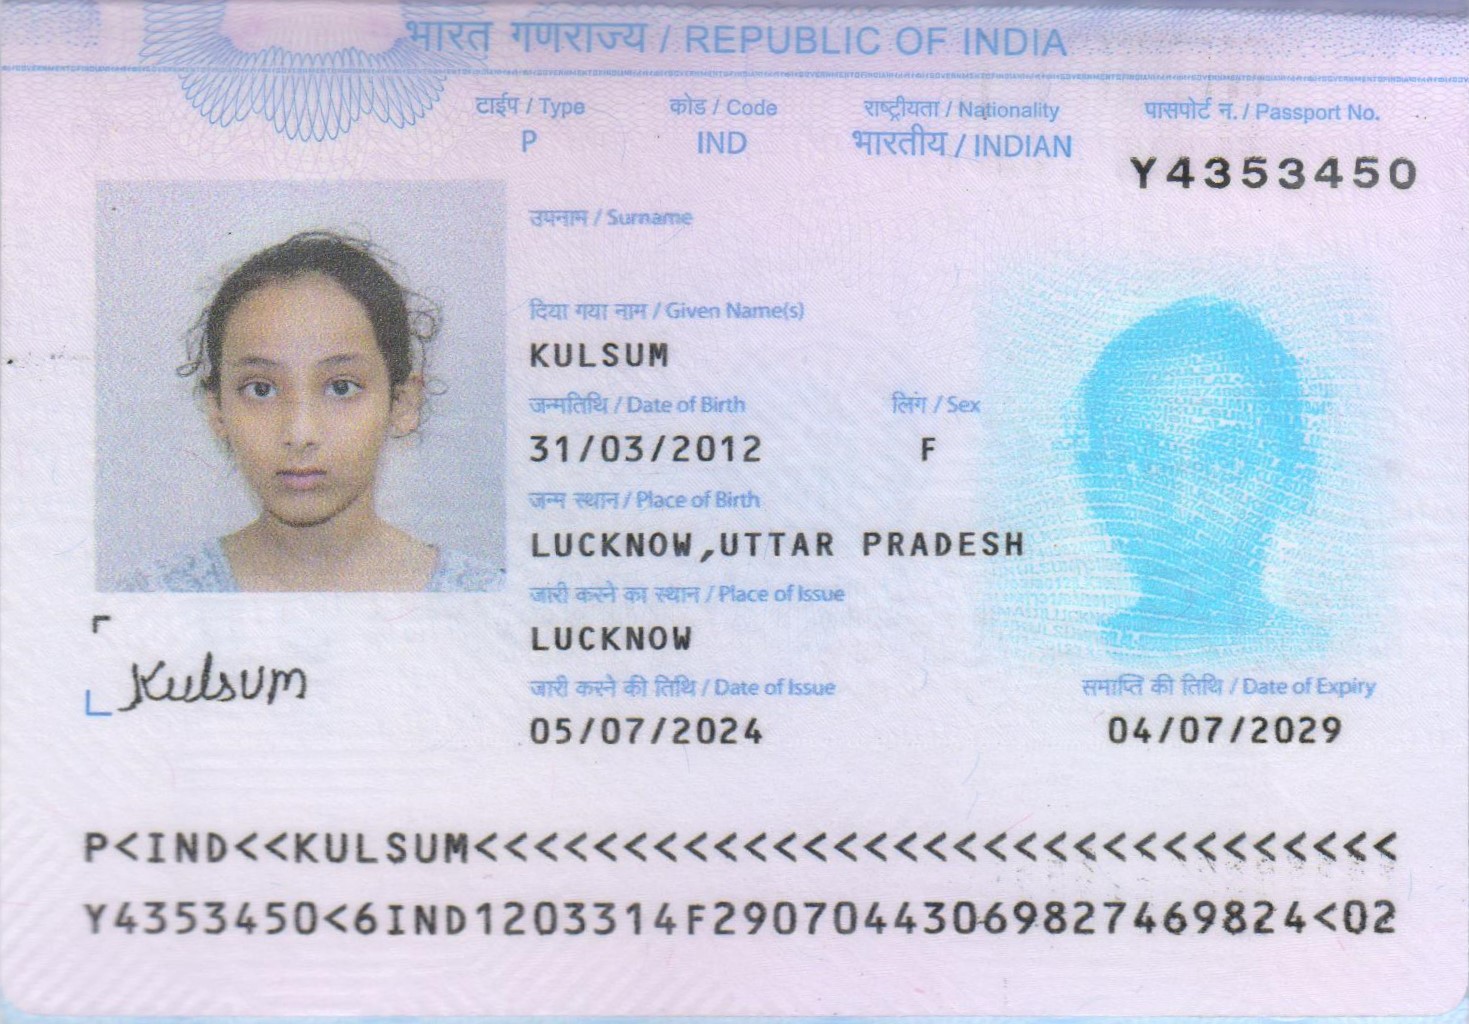 भारत गणराज्य / REPUBLIC OF INDIA
टाईप / Type कोड / Code राष्ट्रीयता / Nationality पासपोर्ट न. / Passport No.
P IND भारतीय / INDIAN Y4353450
उपनाम / Surname
दिया गया नाम / Given Name(s)
KULSUM
जन्मतिथि / Date of Birth लिंग / Sex
31/03/2012 F
जन्म स्थान / Place of Birth
LUCKNOW,UTTAR PRADESH
जारी करने का स्थान / Place of Issue
LUCKNOW
Kulsum
जारी करने की तिथि / Date of Issue समाप्ति की तिथि / Date of Expiry
05/07/2024 04/07/2029
P<IND<<KULSUM<<<<<<<<<<<<<<<<<<<<<<<<<<<<<<<
Y4353450<6IND1203314F29070443069827469824<02